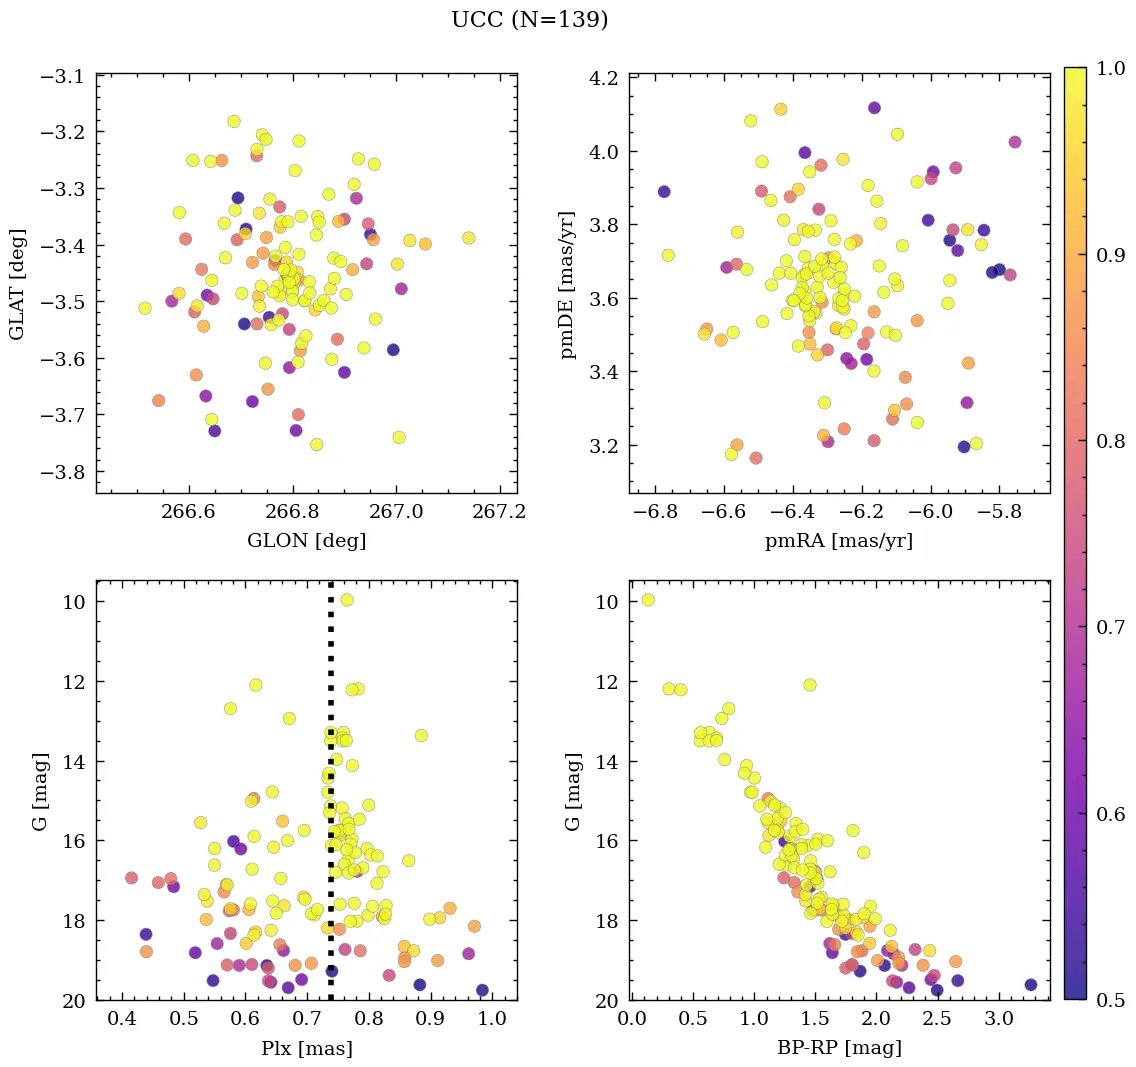 UCC (N=139)
−3.1
−3.2
−3.3
−3.4
−3.5
−3.6
−3.7
−3.8
GLAT [deg]
266.6 266.8 267.0 267.2
GLON [deg]
4.2
4.0
3.8
3.6
3.4
3.2
pmDE [mas/yr]
−6.8 −6.6 −6.4 −6.2 −6.0 −5.8
pmRA [mas/yr]
1.0
0.9
0.8
0.7
0.6
0.5
10
12
14
16
18
20
G [mag]
0.4 0.5 0.6 0.7 0.8 0.9 1.0
Plx [mas]
10
12
14
16
18
20
G [mag]
0.0 0.5 1.0 1.5 2.0 2.5 3.0
BP-RP [mag]